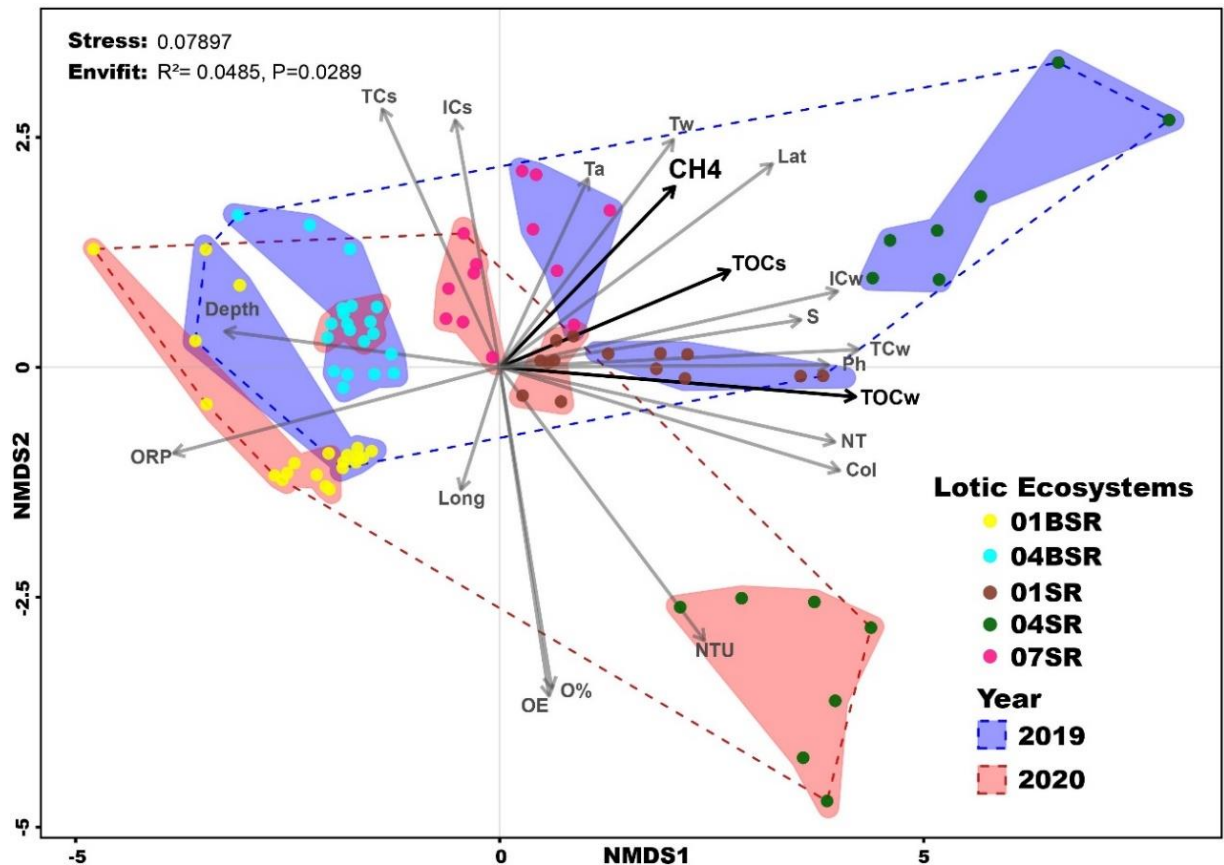 Stress: 0.07897
Envifit: R²= 0.0485, P=0.0289
TCs
ICs
Tw
Ta
CH4
Lat
TOCs
ICw
S
TCw
Ph
TOCw
NT
Col
Depth
ORP
Long
NTU
OE
O%
Lotic Ecosystems
01BSR
04BSR
01SR
04SR
07SR
Year
2019
2020
NMDS2
2.5
0
-2.5
-5
-5
0
NMDS1
5